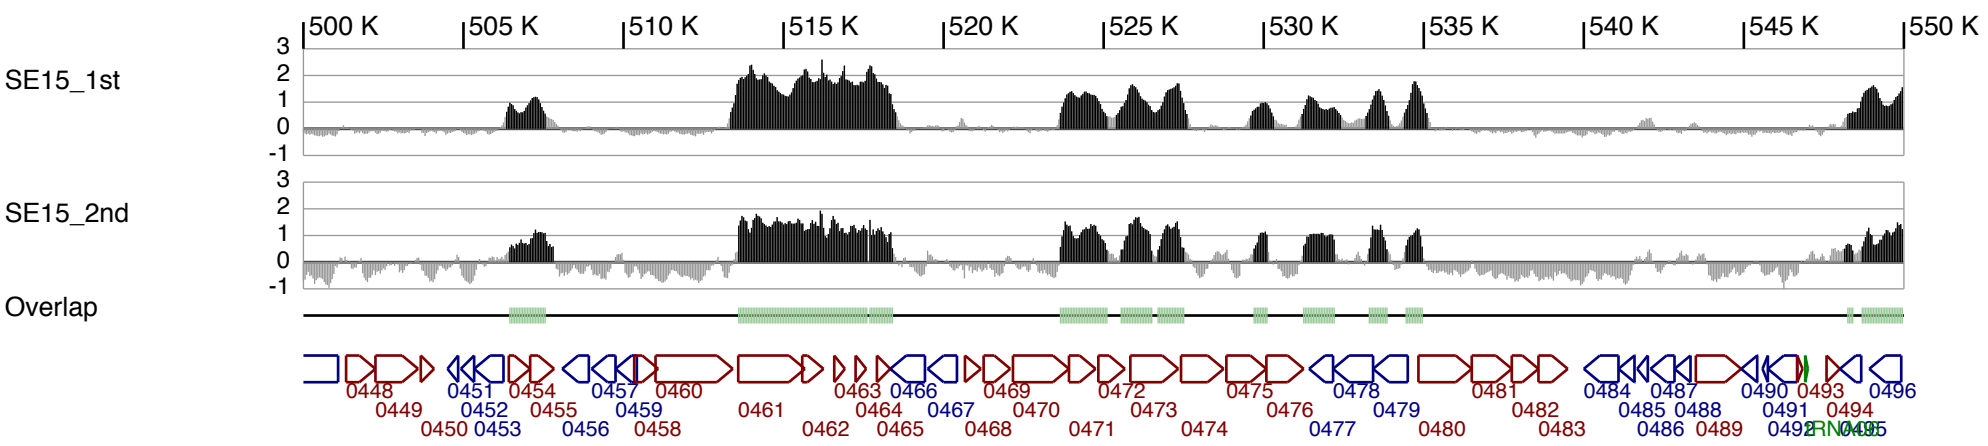 500 K 505 K 510 K 515 K 520 K 525 K 530 K 535 K 540 K 545 K 550 K
3
SE15_1st 2
1
0
-1
3
SE15_2nd 2
1
0
-1
Overlap
0448 0451 0454 0457 0460 0463 0466 0469 0472 0475 0478 0481 0484 0487 0490 0493 0496
0449 0452 0455 0459 0461 0464 0467 0470 0473 0476 0479 0482 0485 0488 0491 0494
0450 0453 0456 0458 0462 0465 0468 0471 0474 0477 0480 0483 0486 0489 0492 0495